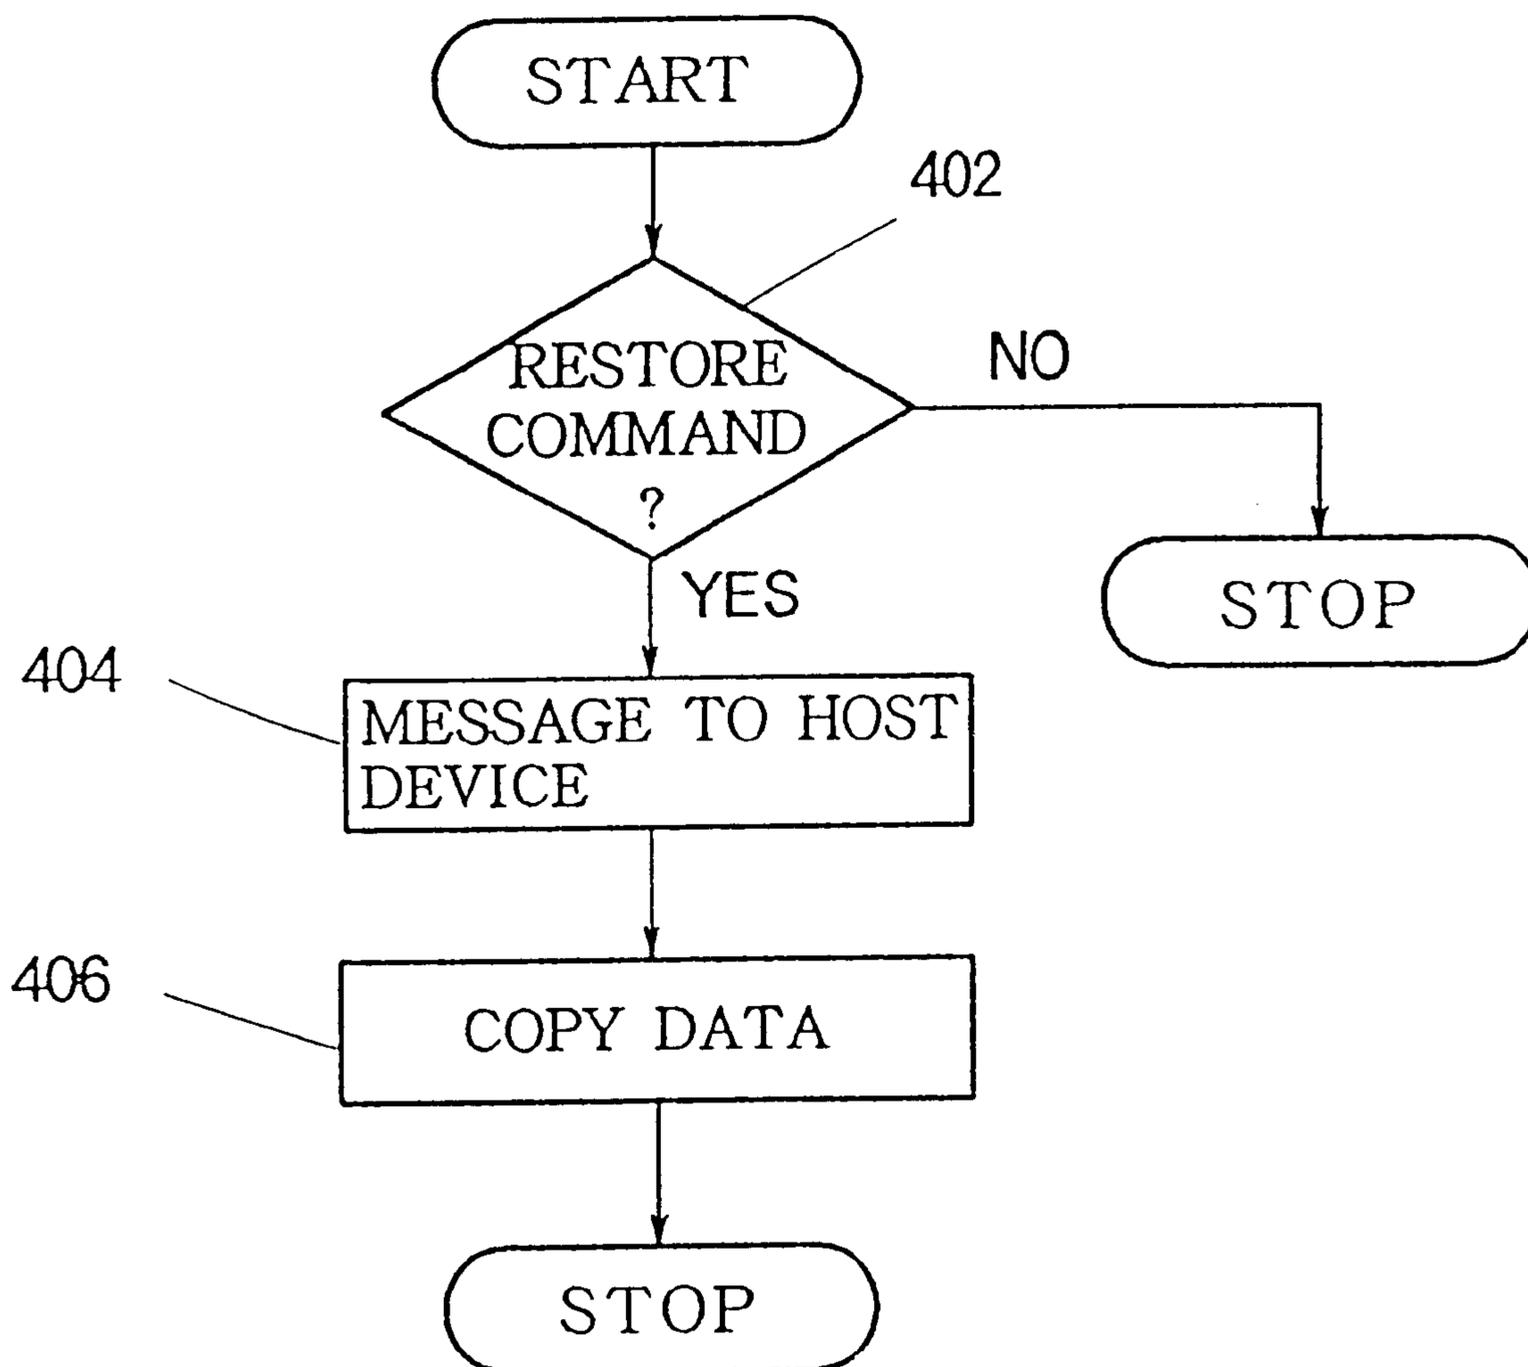 START
402
RESTORE
COMMAND
?
NO
YES
STOP
404
MESSAGE TO HOST
DEVICE
406
COPY DATA
STOP